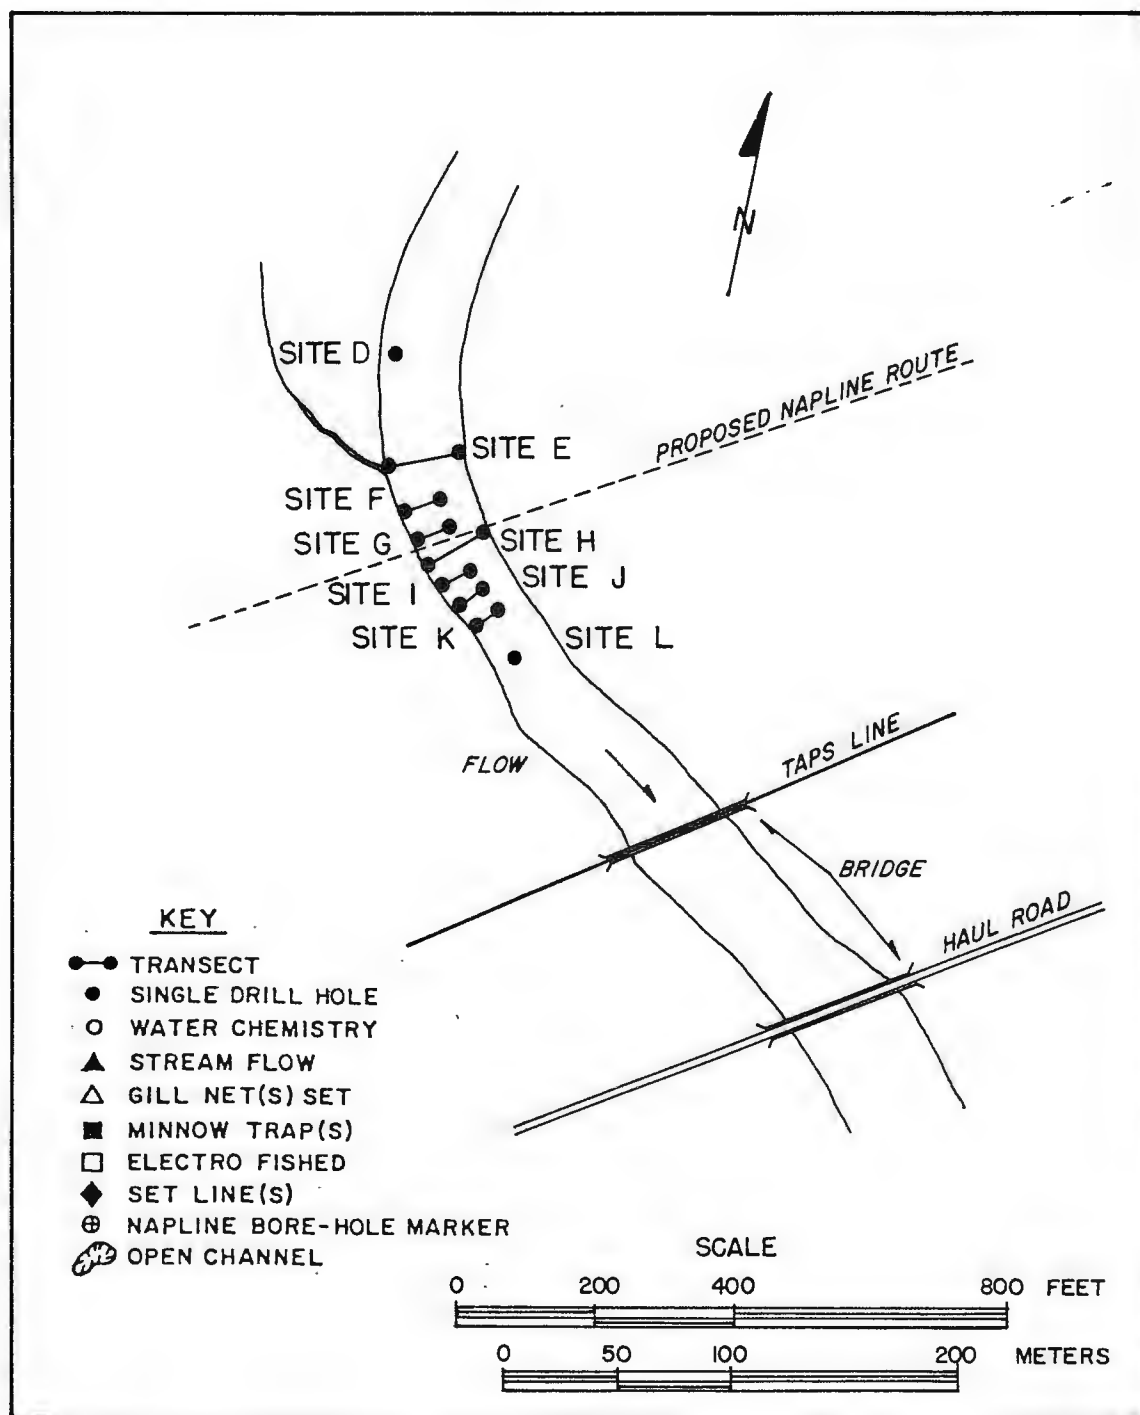 N
SITE D
PROPOSED NAPLINE ROUTE
SITE E
SITE F
SITE G
SITE H
SITE J
SITE I
SITE K
SITE L
FLOW
TAPS LINE
BRIDGE
HAUL ROAD
KEY
TRANSECT
SINGLE DRILL HOLE
WATER CHEMISTRY
STREAM FLOW
GILL NET(S) SET
MINNOW TRAP(S)
ELECTRO FISHED
SET LINE(S)
NAPLINE BORE-HOLE MARKER
OPEN CHANNEL
SCALE
0 200 400 800 FEET
0 50 100 200 METERS